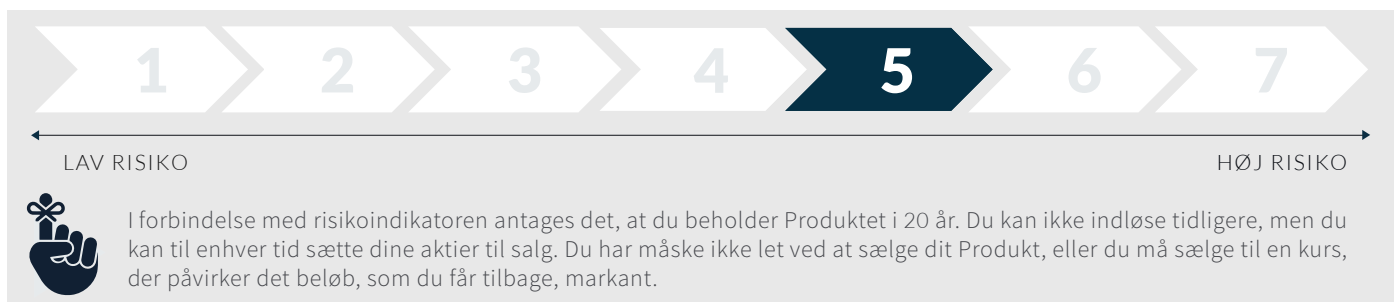 1 2 3 4 5 6 7
LAV RISIKO HØJ RISIKO
I forbindelse med risikoindikatoren antages det, at du beholder Produktet i 20 år. Du kan ikke indløse tidligere, men du
kan til enhver tid sætte dine aktier til salg. Du har måske ikke let ved at sælge dit Produkt, eller du må sælge til en kurs,
der påvirker det beløb, som du får tilbage, markant.